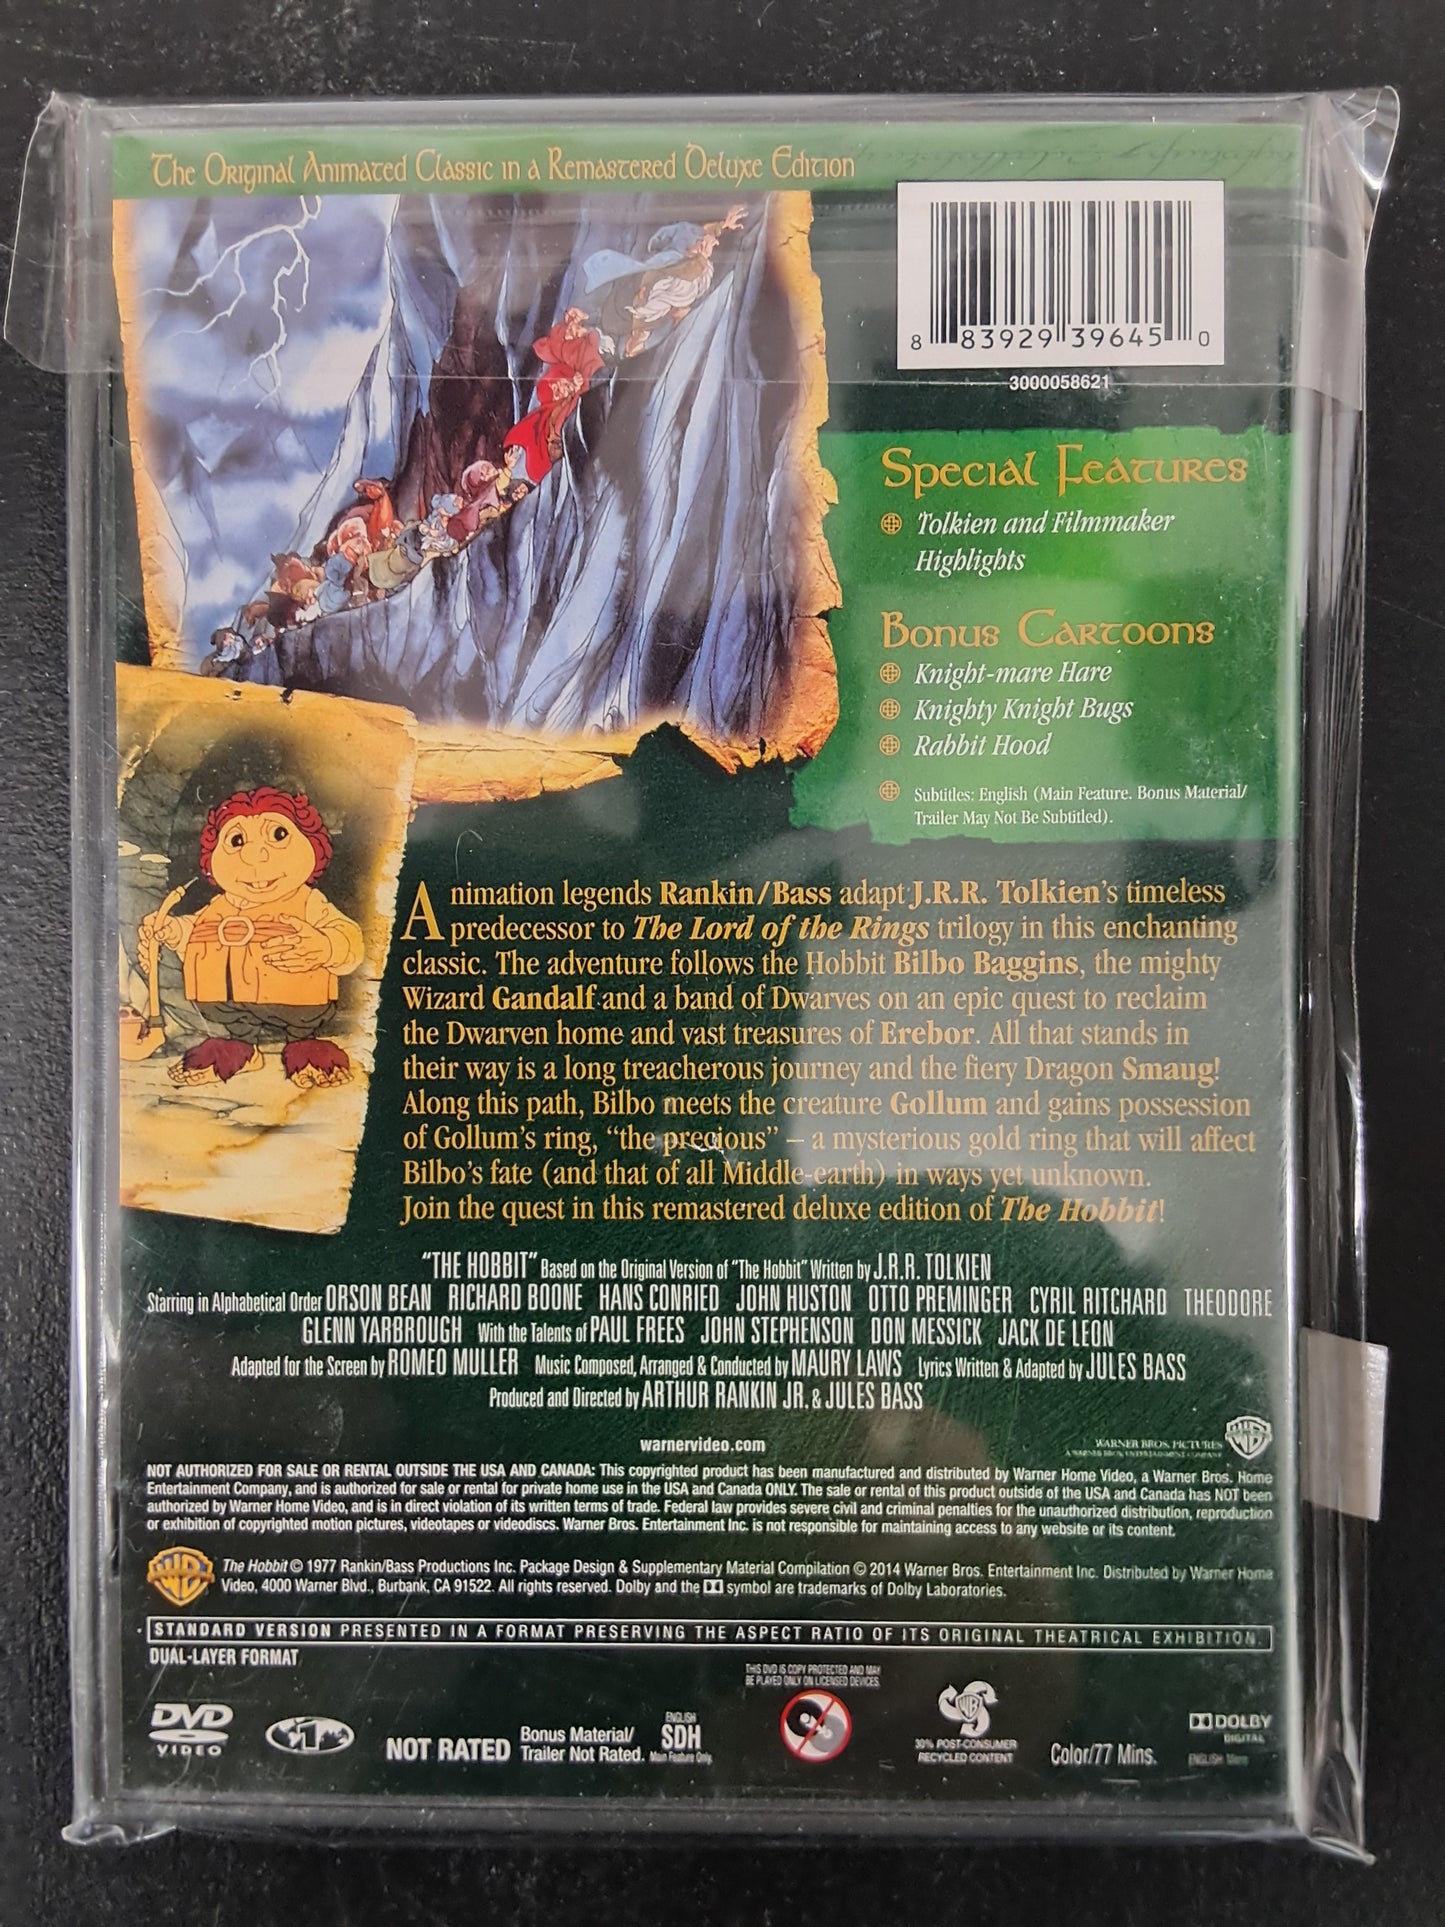 The Original Animated Classic in a Remastered Deluxe Edition
8 83929 39645 0
3000058621
Special Features
Tolkien and Filmmaker
Highlights
Bonus Cartoons
Knight-mare Hare
Knighty Knight Bugs
Rabbit Hood
Subtitles: English (Main Feature. Bonus Material/
Trailer May Not Be Subtitled).
Animation legends Rankin/Bass adapt J.R.R. Tolkien's timeless
predecessor to The Lord of the Rings trilogy in this enchanting
classic. The adventure follows the Hobbit Bilbo Baggins, the mighty
Wizard Gandalf and a band of Dwarves on an epic quest to reclaim
the Dwarven home and vast treasures of Erebor. All that stands in
their way is a long treacherous journey and the fiery Dragon Smaug!
Along this path, Bilbo meets the creature Gollum and gains possession
of Gollum's ring, “the precious” – a mysterious gold ring that will affect
Bilbo's fate (and that of all Middle-earth) in ways yet unknown.
Join the quest in this remastered deluxe edition of The Hobbit!
“THE HOBBIT” Based on the Original Version of “The Hobbit” Written by J.R.R. TOLKIEN
Starring in Alphabetical Order ORSON BEAN RICHARD BOONE HANS CONRIED JOHN HUSTON OTTO PREMINGER CYRIL RITCHARD THEODORE
GLENN YARBROUGH With the Talents of PAUL FREES JOHN STEPHENSON DON MESSICK JACK DE LEON
Adapted for the Screen by ROMEO MULLER Music Composed, Arranged & Conducted by MAURY LAWS Lyrics Written & Adapted by JULES BASS
Produced and Directed by ARTHUR RANKIN JR. & JULES BASS
warnervideo.com
WARNER BROS. PICTURES
A WARNER BROS. ENTERTAINMENT COMPANY
NOT AUTHORIZED FOR SALE OR RENTAL OUTSIDE THE USA AND CANADA: This copyrighted product has been manufactured and distributed by Warner Home Video, a Warner Bros. Home
Entertainment Company, and is authorized for sale or rental for private home use in the USA and Canada ONLY. The sale or rental of this product outside of the USA and Canada has NOT been
authorized by Warner Home Video, and is in direct violation of its written terms of trade. Federal law provides severe civil and criminal penalties for the unauthorized distribution, reproduction
or exhibition of copyrighted motion pictures, videotapes or videodiscs. Warner Bros. Entertainment Inc. is not responsible for maintaining access to any website or its content.
The Hobbit © 1977 Rankin/Bass Productions Inc. Package Design & Supplementary Material Compilation © 2014 Warner Bros. Entertainment Inc. Distributed by Warner Home
Video, 4000 Warner Blvd., Burbank, CA 91522. All rights reserved. Dolby and the symbol are trademarks of Dolby Laboratories.
STANDARD VERSION PRESENTED IN A FORMAT PRESERVING THE ASPECT RATIO OF ITS ORIGINAL THEATRICAL EXHIBITION.
DUAL-LAYER FORMAT
THIS DVD IS COPY PROTECTED AND MAY
BE PLAYED ONLY ON LICENSED DEVICES.
DVD
VIDEO
1
NOT RATED
Bonus Material/
Trailer Not Rated.
ENGLISH
SDH
Main Feature Only
30% POST-CONSUMER
RECYCLED CONTENT
Color/77 Mins.
DOLBY
DIGITAL
ENGLISH Mono